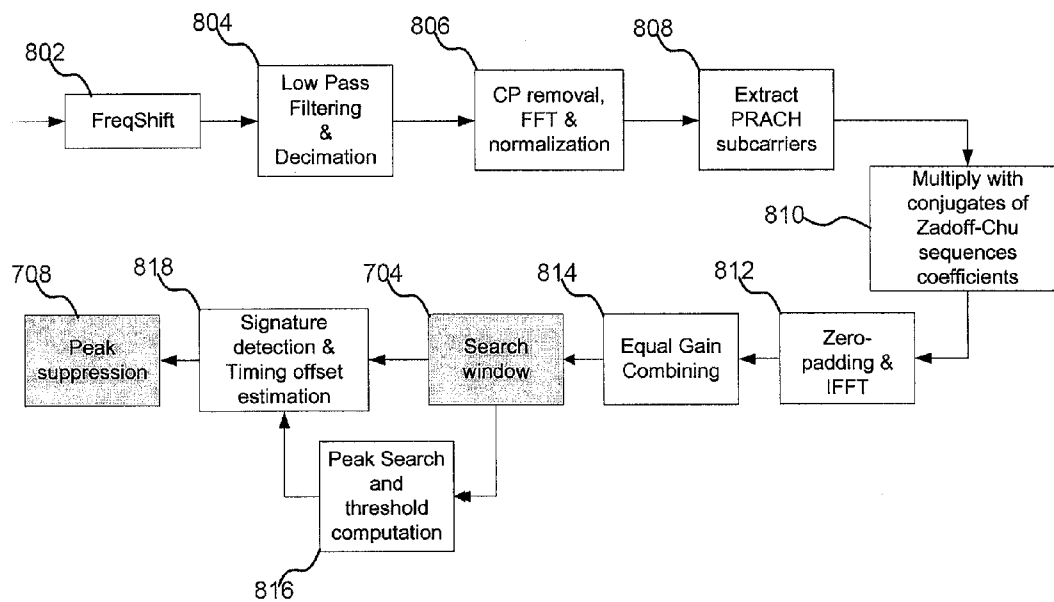 802
FreqShift
804
Low Pass
Filtering
&
Decimation
806
CP removal,
FFT &
normalization
808
Extract
PRACH
subcarriers
810
Multiply with
conjugates of
Zadoff-Chu
sequences
coefficients
812
Zero-
padding &
IFFT
814
Equal Gain
Combining
704
Search
window
818
Signature
detection &
Timing offset
estimation
708
Peak
suppression
Peak Search
and
threshold
computation
816